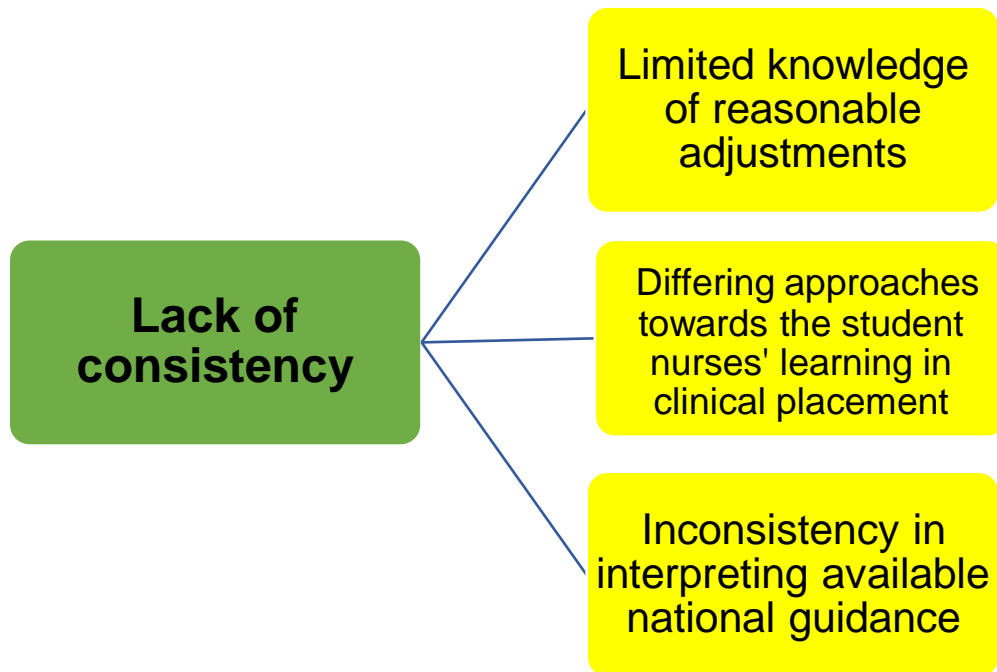 Lack of
consistency
Limited knowledge
of reasonable
adjustments
Differing approaches
towards the student
nurses' learning in
clinical placement
Inconsistency in
interpreting available
national guidance